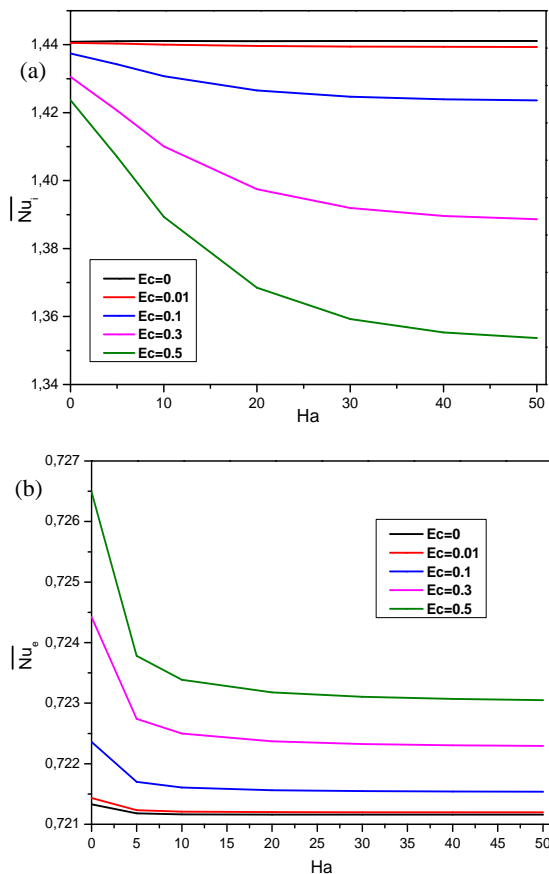 (a)
1,44
1,42
1,40
1,38
1,36
1,34
Nuᵢ
Ec=0
Ec=0.01
Ec=0.1
Ec=0.3
Ec=0.5
0 10 20 30 40 50
Ha
(b)
0,727
0,726
0,725
0,724
0,723
0,722
0,721
Nuₑ
Ec=0
Ec=0.01
Ec=0.1
Ec=0.3
Ec=0.5
0 5 10 15 20 25 30 35 40 45 50
Ha